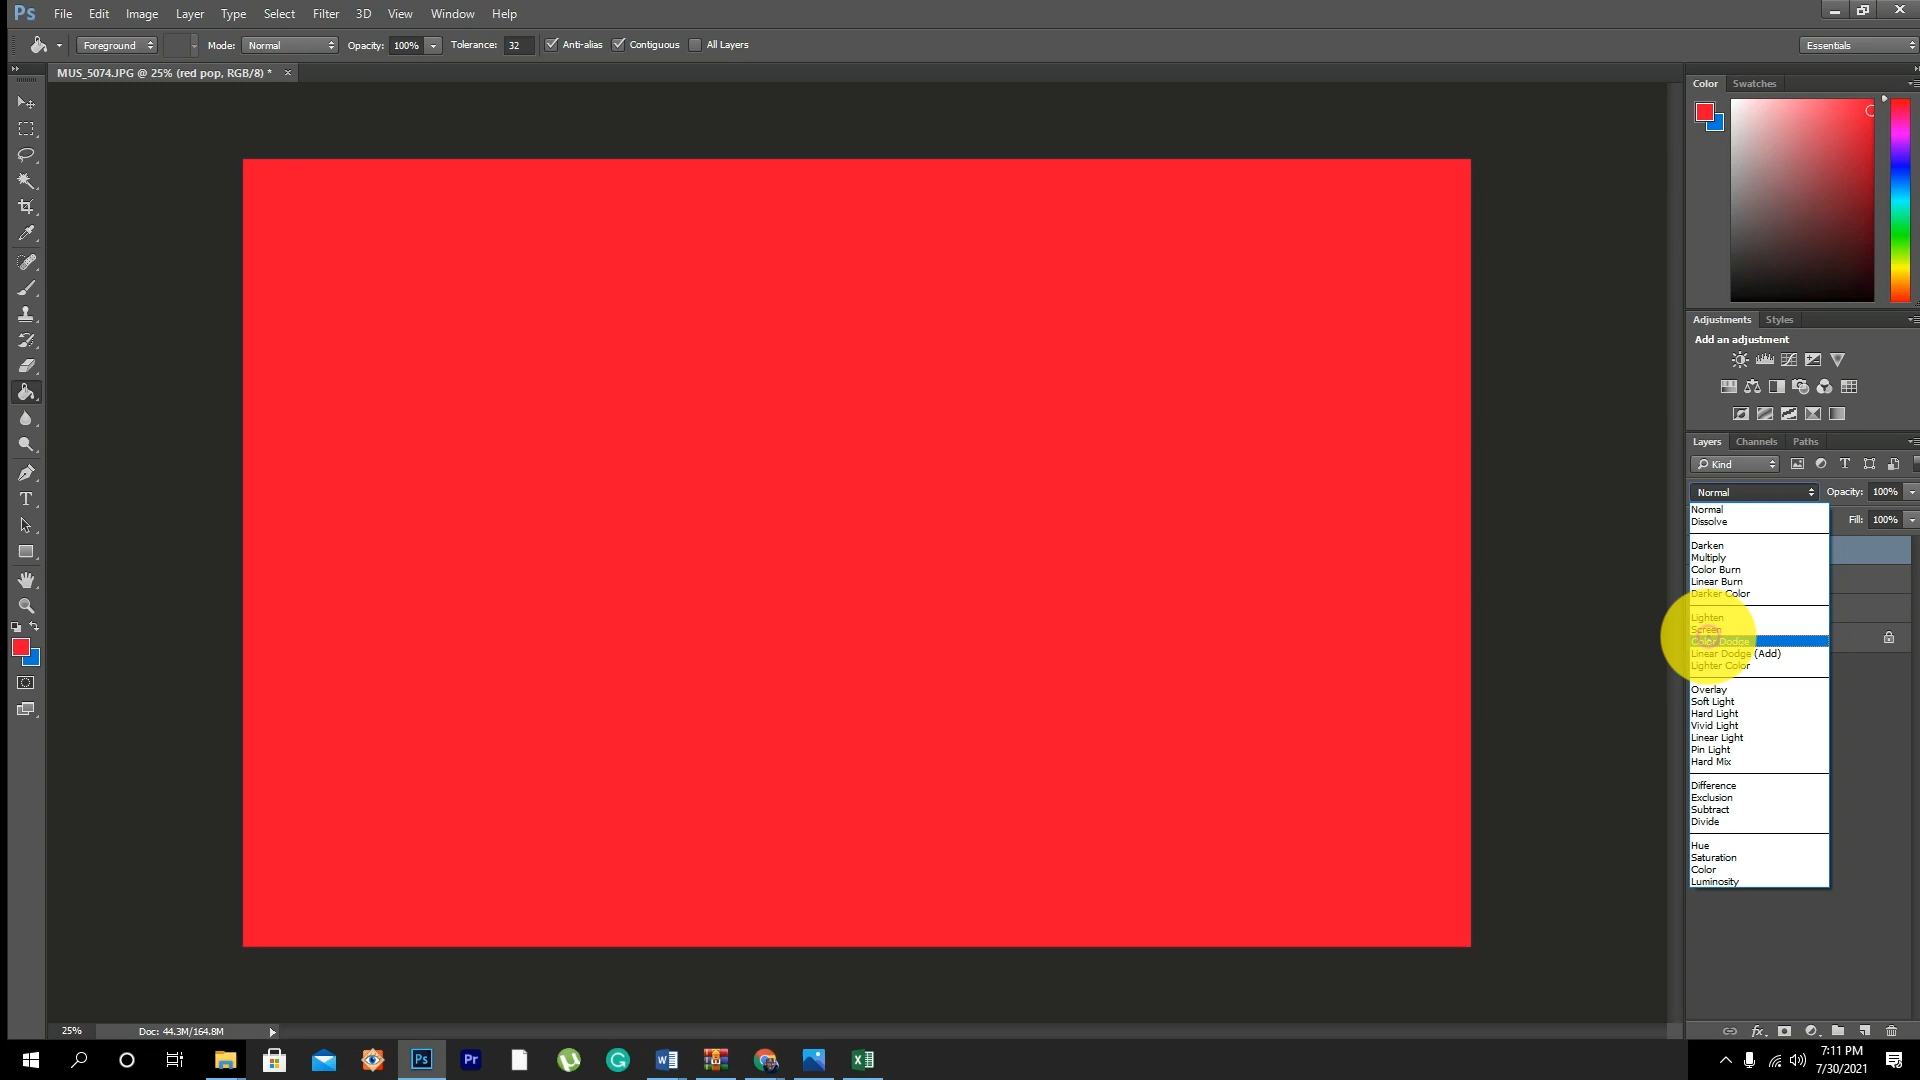 Ps File Edit Image Layer Type Select Filter 3D View Window Help
Foreground Mode: Normal Opacity: 100% Tolerance: 32 Anti-alias Contiguous All Layers Essentials
MUS_5074.JPG @ 25% (red pop, RGB/8) * ×
Color Swatches
Adjustments Styles
Add an adjustment
Layers Channels Paths
Kind
Normal Opacity: 100%
Fill: 100%
Normal
Dissolve
Darken
Multiply
Color Burn
Linear Burn
Darker Color
Lighten
Screen
Color Dodge
Linear Dodge (Add)
Lighter Color
Overlay
Soft Light
Hard Light
Vivid Light
Linear Light
Pin Light
Hard Mix
Difference
Exclusion
Subtract
Divide
Hue
Saturation
Color
Luminosity
25% Doc: 44.3M/164.8M
Ps Pr
7:11 PM
7/30/2021